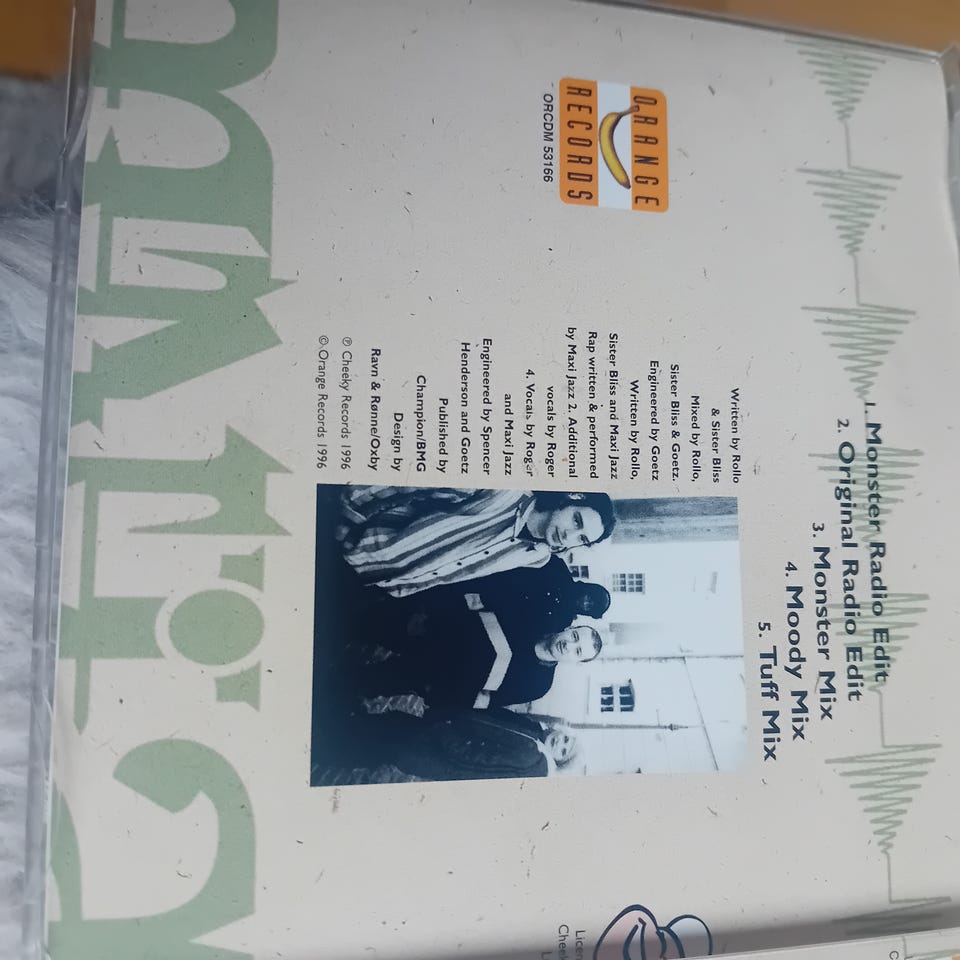 1. Monster Radio Edit
2. Original Radio Edit
3. Monster Mix
4. Moody Mix
5. Tuff Mix
ORANGE
RECORDS
ORCDM 53166
Written by Rollo
& Sister Bliss
Mixed by Rollo,
Sister Bliss & Goetz.
Engineered by Goetz
Written by Rollo,
Sister Bliss and Maxi Jazz
Rap written & performed
by Maxi Jazz 2. Additional
vocals by Roger
4. Vocals by Roger
and Maxi Jazz
Engineered by Spencer
Henderson and Goetz
Published by
Champion/BMG
Design by
Ravn & Rønne/Oxby
℗ Cheeky Records 1996
© Orange Records 1996